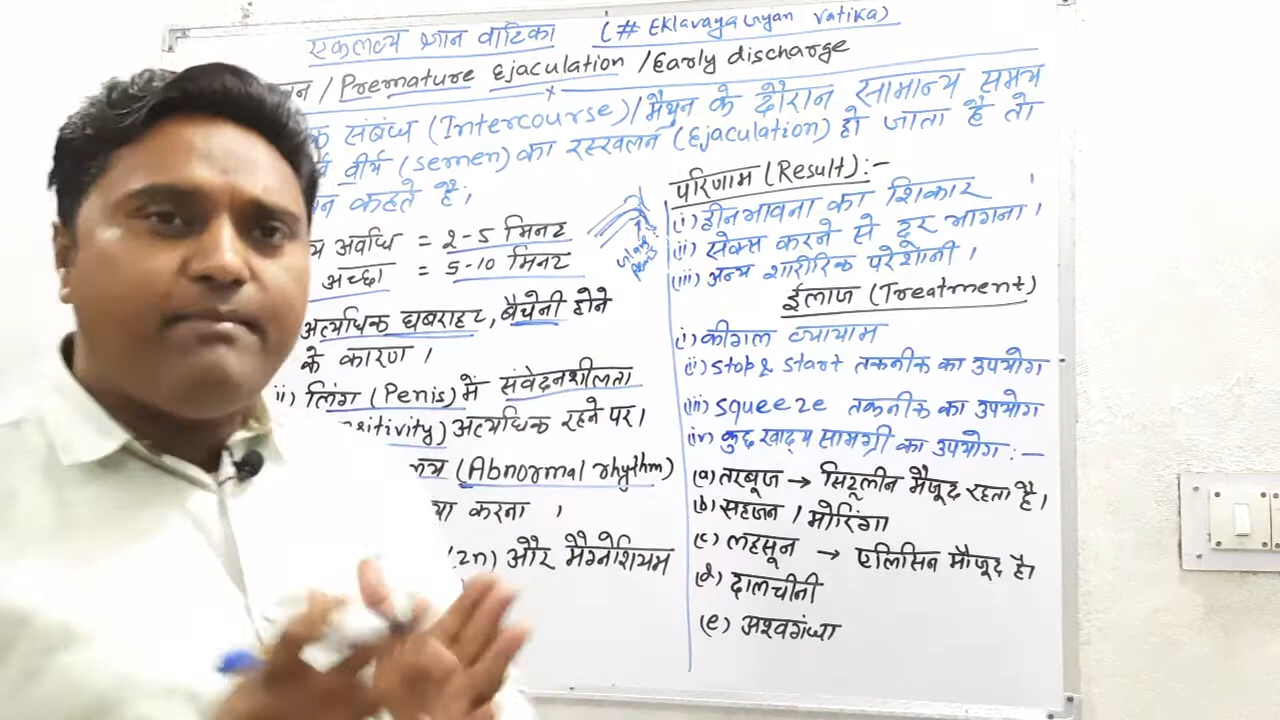 एकलव्य ज्ञान वाटिका (# Eklavaya Gyan Vatika)
/ Premature Ejaculation / Early discharge
संबंध (Intercourse) / मैथुन के दौरान सामान्य समय
वीर्य (semen) का स्खलन (Ejaculation) हो जाता है तो
कहते है।
अवधि = 2-5 मिनट
अच्छा = 5-10 मिनट
अत्यधिक घबराहट, बैचेनी होने
के कारण ।
ii) लिंग (Penis) में संवेदनशीलता
अत्यधिक रहने पर।
(Abnormal rhythm)
करना ।
(Zn) और मैग्नेशियम
परिणाम (Result) :-
(i) हीनभावना का शिकार ।
(ii) सेक्स करने से दूर भागना ।
(iii) अन्य शारीरिक परेशानी ।
ईलाज (Treatment)
(i) कीगल व्यायाम
(ii) stop & start तकनीक का उपयोग
(iii) squeeze तकनीक का उपयोग
(iv) कुछ खाद्य सामग्री का उपयोग :-
(a) तरबूज → सिट्रूलीन मौजूद रहता है।
(b) सहजन / मोरिंगा
(c) लहसून → एलिसिन मौजूद है।
(d) दालचीनी
(e) अश्वगंधा